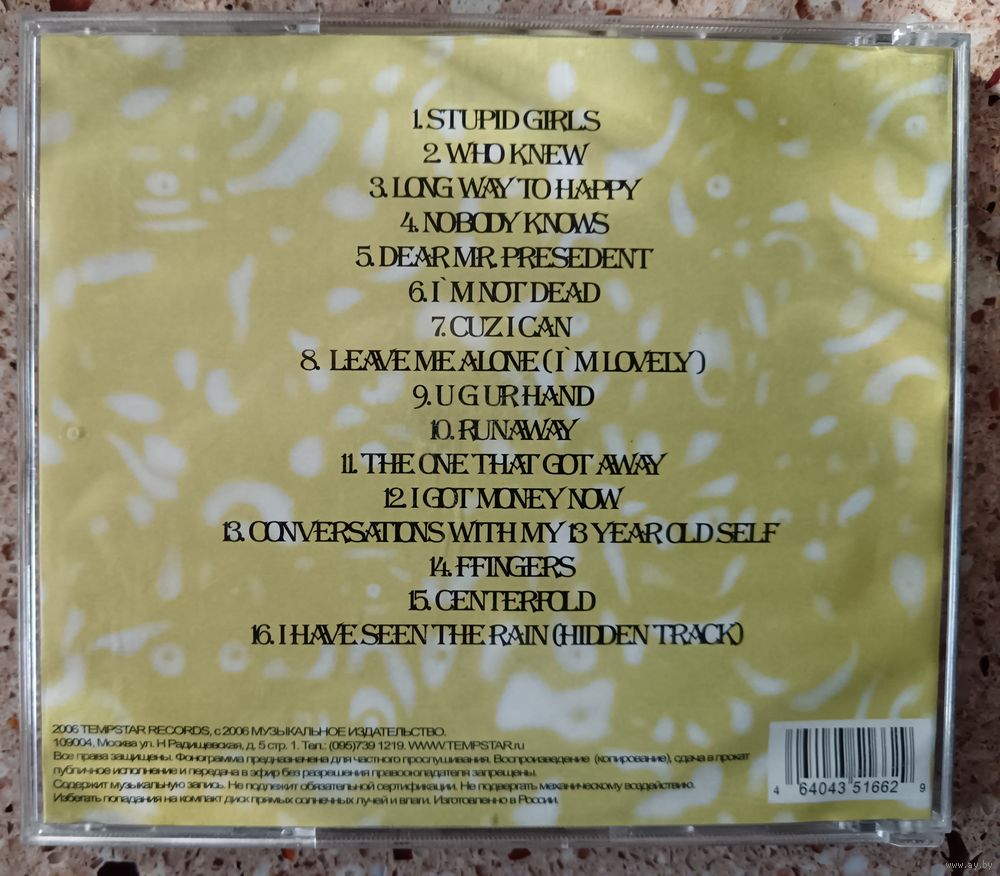 1. STUPID GIRLS
2. WHO KNEW
3. LONG WAY TO HAPPY
4. NOBODY KNOWS
5. DEAR MR. PRESEDENT
6. I`M NOT DEAD
7. CUZ I CAN
8. LEAVE ME ALONE ( I`M LOVELY )
9. U G UR HAND
10. RUNAWAY
11. THE ONE THAT GOT AWAY
12. I GOT MONEY NOW
13. CONVERSATIONS WITH MY 13 YEAR OLD SELF
14. FFINGERS
15. CENTERFOLD
16. I HAVE SEEN THE RAIN (HIDDEN TRACK)
2006 TEMPSTAR RECORDS, c 2006 МУЗЫКАЛЬНОЕ ИЗДАТЕЛЬСТВО.
109004, Москва ул. Н Радищевская, д. 5 стр. 1. Тел.: (095)739 1219. WWW.TEMPSTAR.ru
Все права защищены. Фонограмма предназначена для частного прослушивания. Воспроизведение (копирование), сдача в прокат
публичное исполнение и передача в эфир без разрешения правообладателя запрещены.
Содержит музыкальную запись. Не подлежит обязательной сертификации. Не подвергать механическому воздействию.
Избегать попадания на компакт диск прямых солнечных лучей и влаги. Изготовленно в России.
4 64043 51662 9
www.ay.by